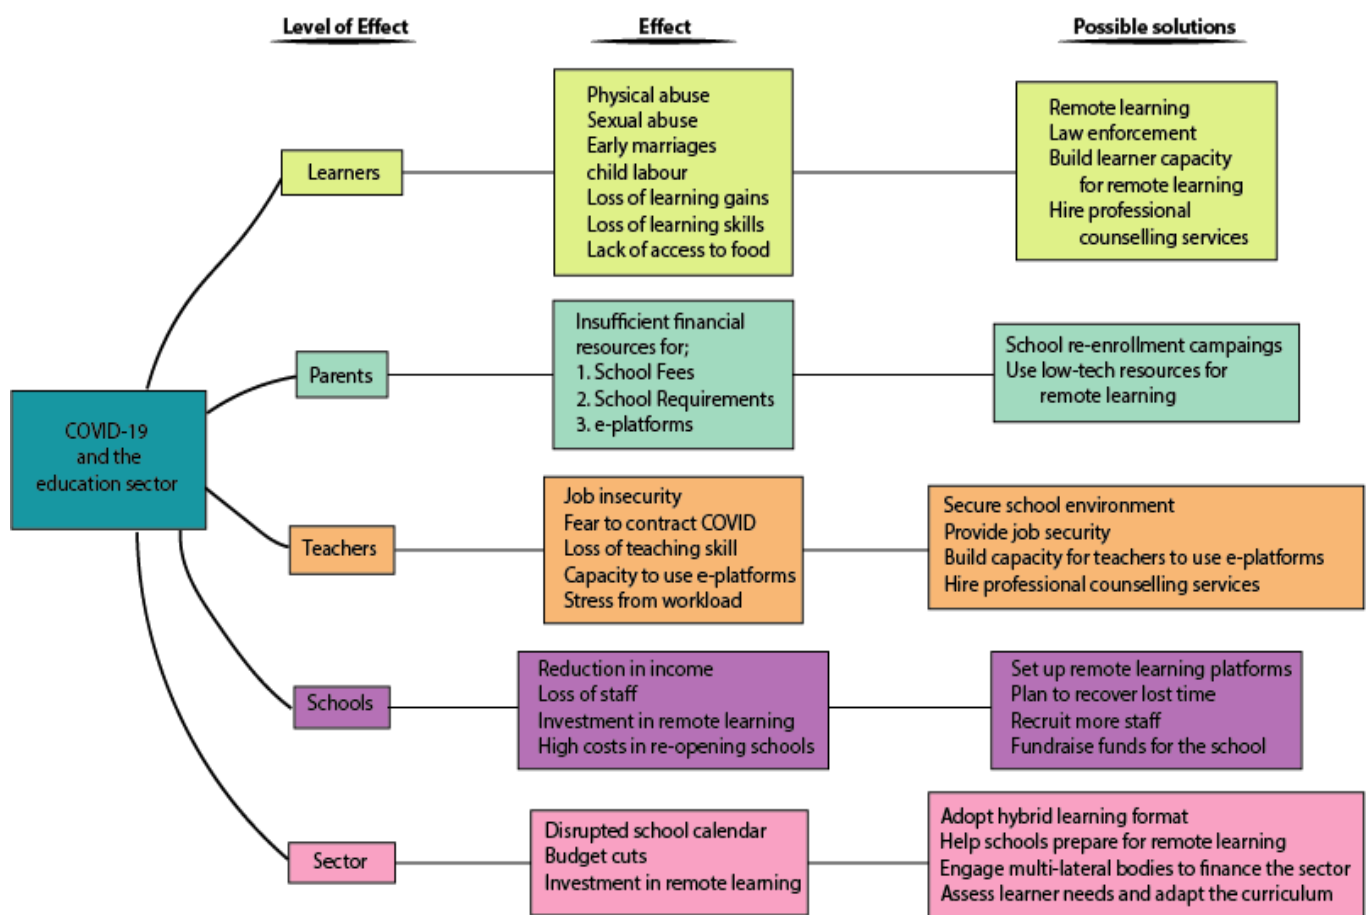 Level of Effect
Effect
Possible solutions
COVID-19
and the
education sector
Learners
Physical abuse
Sexual abuse
Early marriages
child labour
Loss of learning gains
Loss of learning skills
Lack of access to food
Remote learning
Law enforcement
Build learner capacity
for remote learning
Hire professional
counselling services
Parents
Insufficient financial
resources for;
1. School Fees
2. School Requirements
3. e-platforms
School re-enrollment campaings
Use low-tech resources for
remote learning
Teachers
Job insecurity
Fear to contract COVID
Loss of teaching skill
Capacity to use e-platforms
Stress from workload
Secure school environment
Provide job security
Build capacity for teachers to use e-platforms
Hire professional counselling services
Schools
Reduction in income
Loss of staff
Investment in remote learning
High costs in re-opening schools
Set up remote learning platforms
Plan to recover lost time
Recruit more staff
Fundraise funds for the school
Sector
Disrupted school calendar
Budget cuts
Investment in remote learning
Adopt hybrid learning format
Help schools prepare for remote learning
Engage multi-lateral bodies to finance the sector
Assess learner needs and adapt the curriculum